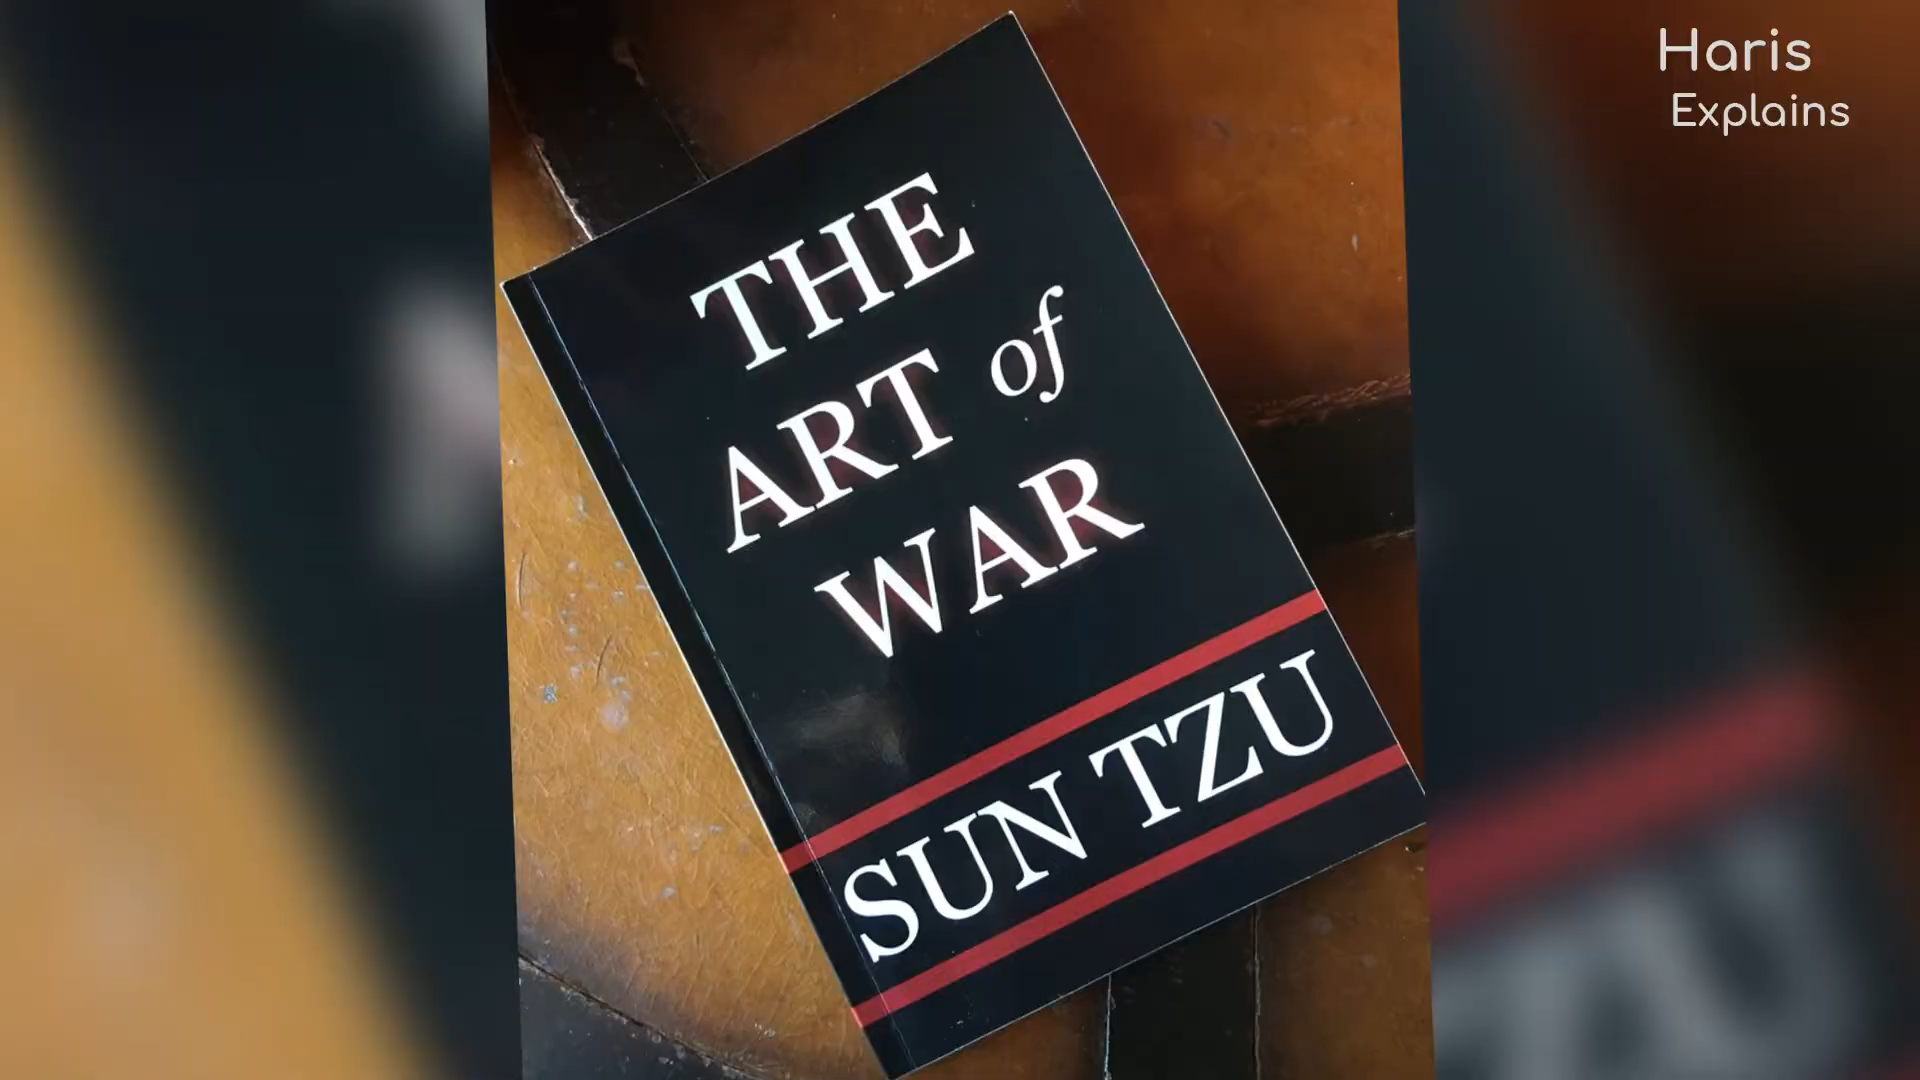 Haris
Explains
THE
ART of
WAR
SUN TZU